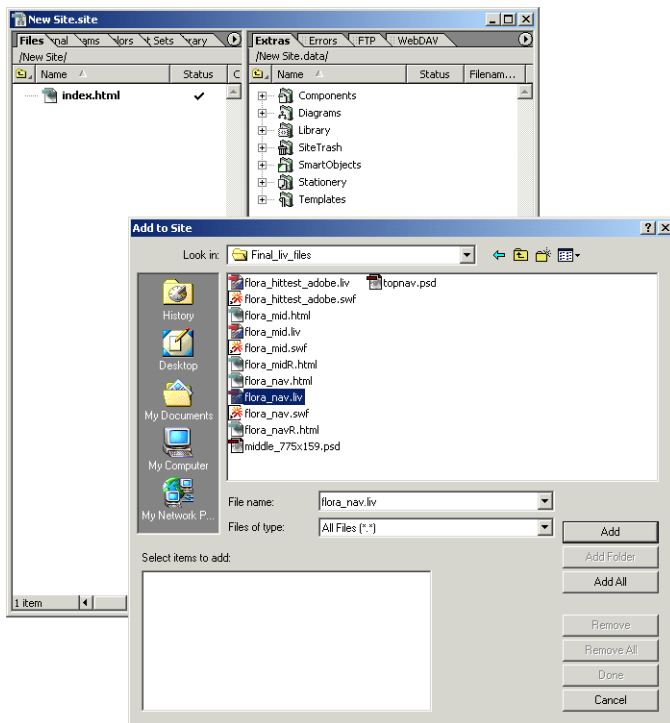 New Site.site
Files
Extras Errors FTP WebDAV
/New Site/
/New Site.data/
Name Status C
Name Status Filenam...
index.html
Components
Diagrams
Library
SiteTrash
SmartObjects
Stationery
Templates
1 item
Add to Site
Look in: Final_liv_files
History
Desktop
My Documents
My Computer
My Network P...
flora_hittest_adobe.liv
flora_hittest_adobe.swf
flora_mid.html
flora_mid.liv
flora_mid.swf
flora_midR.html
flora_nav.html
flora_nav.liv
flora_nav.swf
flora_navR.html
middle_775x159.psd
topnav.psd
File name: flora_nav.liv
Files of type: All Files (*.*)
Select items to add:
Add
Add Folder
Add All
Remove
Remove All
Done
Cancel